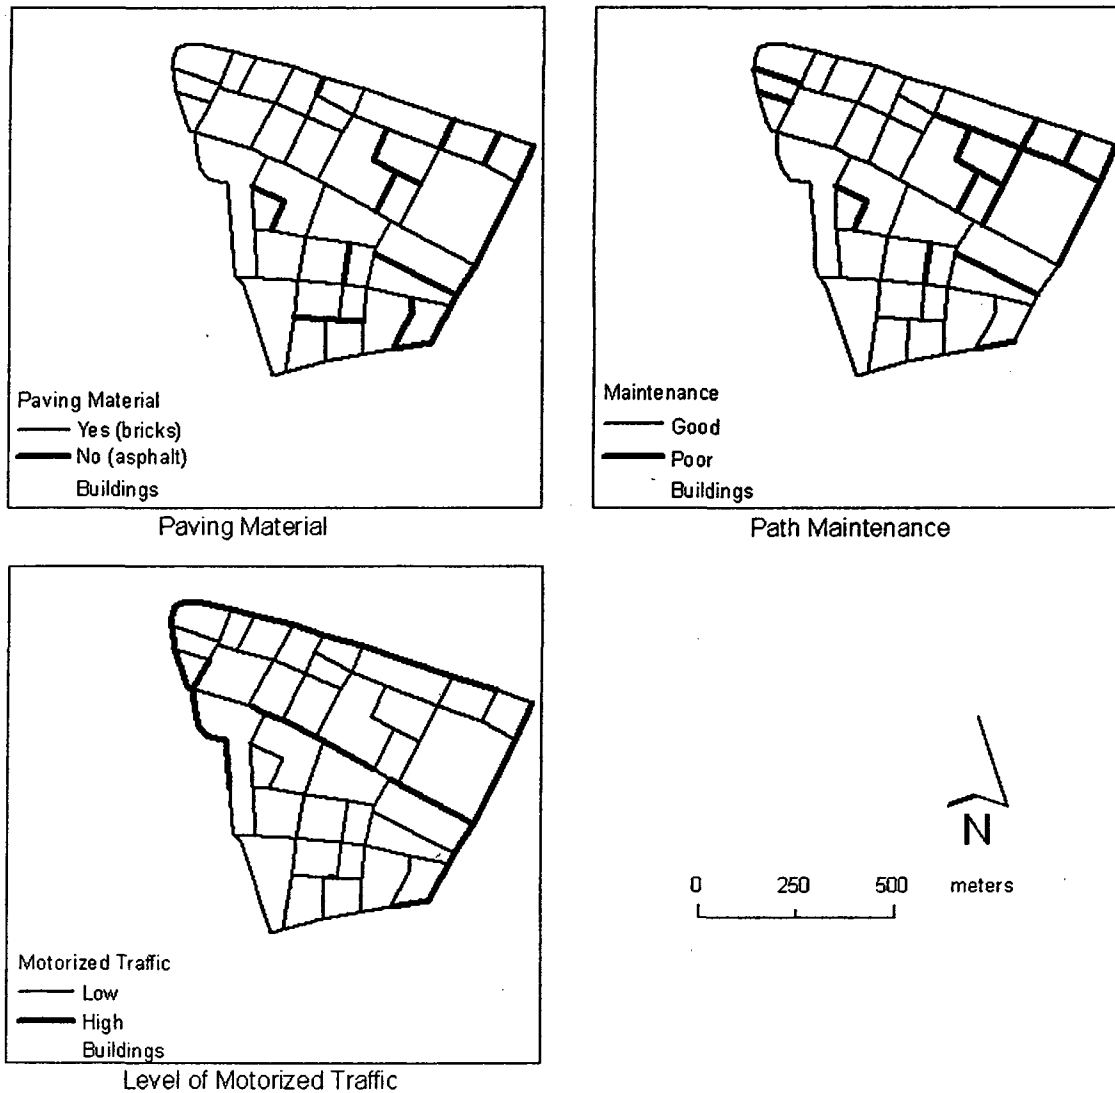 Paving Material
Yes (bricks)
No (asphalt)
Buildings
Paving Material
Maintenance
Good
Poor
Buildings
Path Maintenance
Motorized Traffic
Low
High
Buildings
Level of Motorized Traffic
N
0 250 500 meters